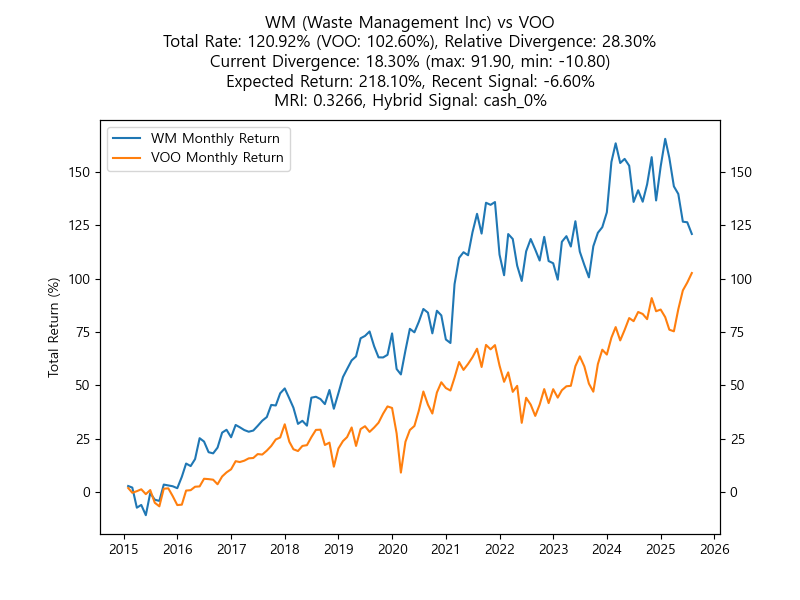 WM (Waste Management Inc) vs VOO
Total Rate: 120.92% (VOO: 102.60%), Relative Divergence: 28.30%
Current Divergence: 18.30% (max: 91.90, min: -10.80)
Expected Return: 218.10%, Recent Signal: -6.60%
MRI: 0.3266, Hybrid Signal: cash_0%
WM Monthly Return
VOO Monthly Return
Total Return (%)
150
125
100
75
50
25
0
150
125
100
75
50
25
0
2015 2016 2017 2018 2019 2020 2021 2022 2023 2024 2025 2026